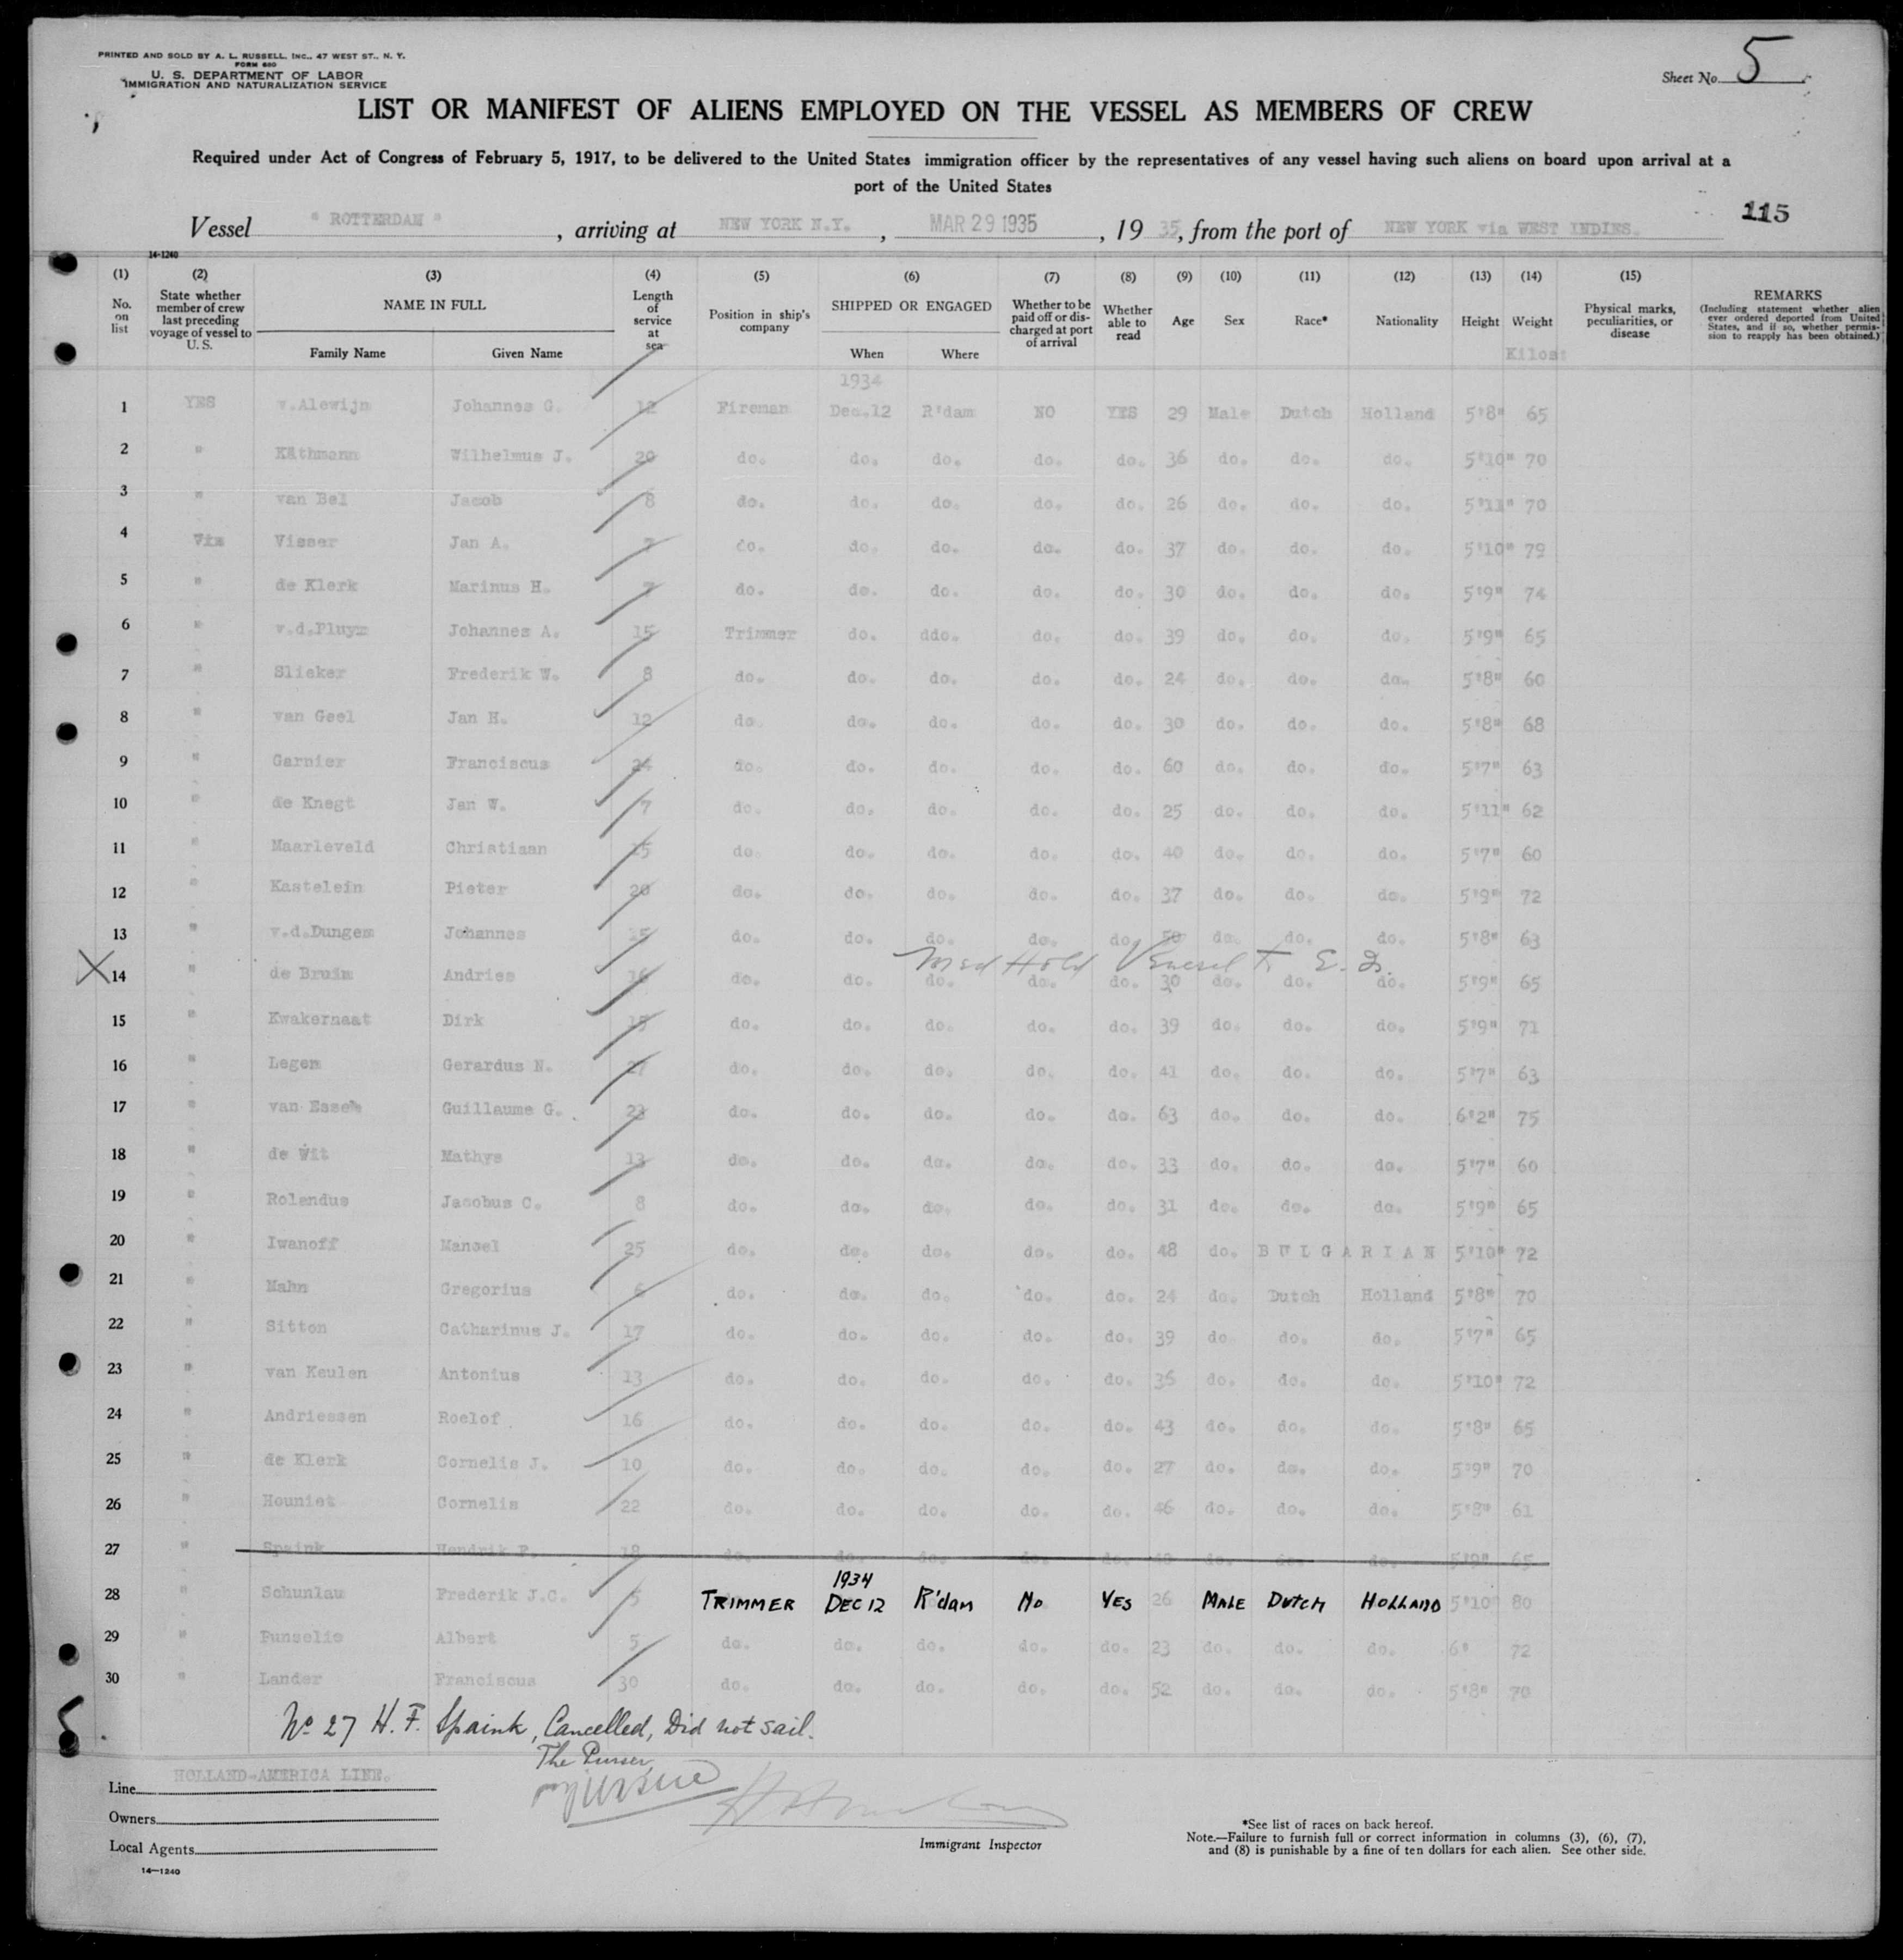 PRINTED AND SOLD BY A. L. RUSSELL, INC., 47 WEST ST., N. Y.
FORM 680
U. S. DEPARTMENT OF LABOR
IMMIGRATION AND NATURALIZATION SERVICE
Sheet No. 5
LIST OR MANIFEST OF ALIENS EMPLOYED ON THE VESSEL AS MEMBERS OF CREW
Required under Act of Congress of February 5, 1917, to be delivered to the United States immigration officer by the representatives of any vessel having such aliens on board upon arrival at a
port of the United States
115
Vessel " ROTTERDAM " , arriving at NEW YORK N.Y. , MAR 29 1935 , 19 35, from the port of NEW YORK via WEST INDIES.
14-1240
(1) No. on list
(2) State whether member of crew last preceding voyage of vessel to U. S.
(3) NAME IN FULL Family Name Given Name
(4) Length of service at sea
(5) Position in ship's company
(6) SHIPPED OR ENGAGED When Where
(7) Whether to be paid off or discharged at port of arrival
(8) Whether able to read
(9) Age
(10) Sex
(11) Race*
(12) Nationality
(13) Height
(14) Weight Kilos
(15) Physical marks, peculiarities, or disease
REMARKS (Including statement whether alien ever ordered deported from United States, and if so, whether permission to reapply has been obtained.)
1934
1 YES v.Alewijn Johannes G. 12 Fireman Dec.12 R'dam NO YES 29 Male Dutch Holland 5'8" 65
2 " Käthmann Wilhelmus J. 20 do. do. do. do. do. 36 do. do. do. 5'10" 70
3 " van Bel Jacob 8 do. do. do. do. do. 26 do. do. do. 5'11" 70
4 Visser Jan A. 7 do. do. do. do. do. 37 do. do. do. 5'10" 79
5 " de Klerk Marinus H. 7 do. do. do. do. do. 30 do. do. do. 5'9" 74
6 " v.d.Pluym Johannes A. 15 Trimmer do. ddo. do. do. 39 do. do. do. 5'9" 65
7 " Slieker Frederik W. 8 do. do. do. do. do. 24 do. do. do. 5'8" 60
8 " van Geel Jan H. 12 do. do. do. do. do. 30 do. do. do. 5'8" 68
9 " Garnier Franciscus 24 do. do. do. do. do. 60 do. do. do. 5'7" 63
10 " de Knegt Jan W. 7 do. do. do. do. do. 25 do. do. do. 5'11" 62
11 " Maarleveld Christiaan 15 do. do. do. do. do. 40 do. do. do. 5'7" 60
12 " Kastelein Pieter 20 do. do. do. do. do. 37 do. do. do. 5'9" 72
13 " v.d.Dungen Johannes 15 do. do. do. do. do. 50 do. do. do. 5'8" 63
Med Hold Venereal to E. I.
X 14 " de Bruin Andries 16 do. do. do. do. do. 30 do. do. do. 5'9" 65
15 " Kwakernaat Dirk 15 do. do. do. do. do. 39 do. do. do. 5'9" 71
16 " Legem Gerardus N. 27 do. do. do. do. do. 41 do. do. do. 5'7" 63
17 " van Essen Guillaume G. 23 do. do. do. do. do. 63 do. do. do. 6'2" 75
18 " de Wit Mathys 13 do. do. do. do. do. 33 do. do. do. 5'7" 60
19 " Rolandus Jacobus C. 8 do. do. do. do. do. 31 do. do. do. 5'9" 65
20 " Iwanoff Manoel 25 do. do. do. do. do. 48 do. BULGARIAN 5'10" 72
21 " Mahn Gregorius 6 do. do. do. do. do. 24 do. Dutch Holland 5'8" 70
22 " Sitton Catharinus J. 17 do. do. do. do. do. 39 do do. do. 5'7" 65
23 " van Keulen Antonius 13 do. do. do. do. do. 36 do. do. do. 5'10" 72
24 " Andriessen Roelof 16 do. do. do. do. do. 43 do. do. do. 5'8" 65
25 " de Klerk Cornelis J. 10 do. do. do. do. do. 27 do. do. do. 5'9" 70
26 " Houniet Cornelis 22 do. do. do. do. do. 46 do. do. do. 5'8" 61
27 " Spaink Hendrik F. 18 do. do. do. do. do. 40 do. do. do. 5'9" 65
1934
28 " Schunlau Frederik J.C. 5 TRIMMER DEC 12 R'dam No YES 26 MALE DUTCH HOLLAND 5'10 80
29 " Punselie Albert 5 do. do. do. do. do. 23 do. do. do. 6' 72
30 " Lander Franciscus 30 do. do. do. do. do. 52 do. do. do. 5'8" 70
No 27 H. F. Spaink, Cancelled, Did not sail.
The Purser,
Line HOLLAND-AMERICA LINE.
Owners
Local Agents
14-1240
Immigrant Inspector
*See list of races on back hereof.
Note.—Failure to furnish full or correct information in columns (3), (6), (7),
and (8) is punishable by a fine of ten dollars for each alien. See other side.